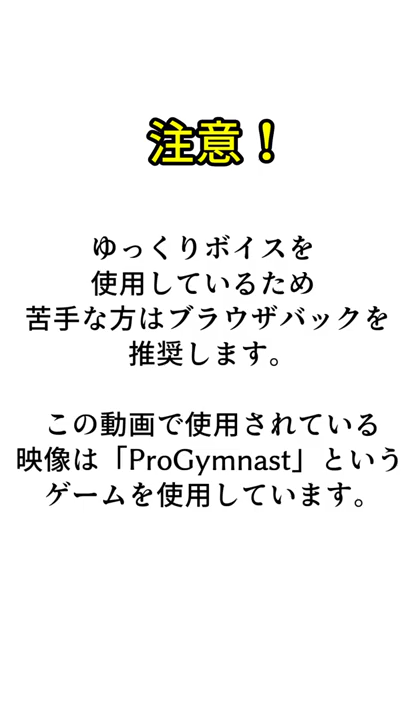 注意！
ゆっくりボイスを
使用しているため
苦手な方はブラウザバックを
推奨します。
この動画で使用されている
映像は「ProGymnast」という
ゲームを使用しています。